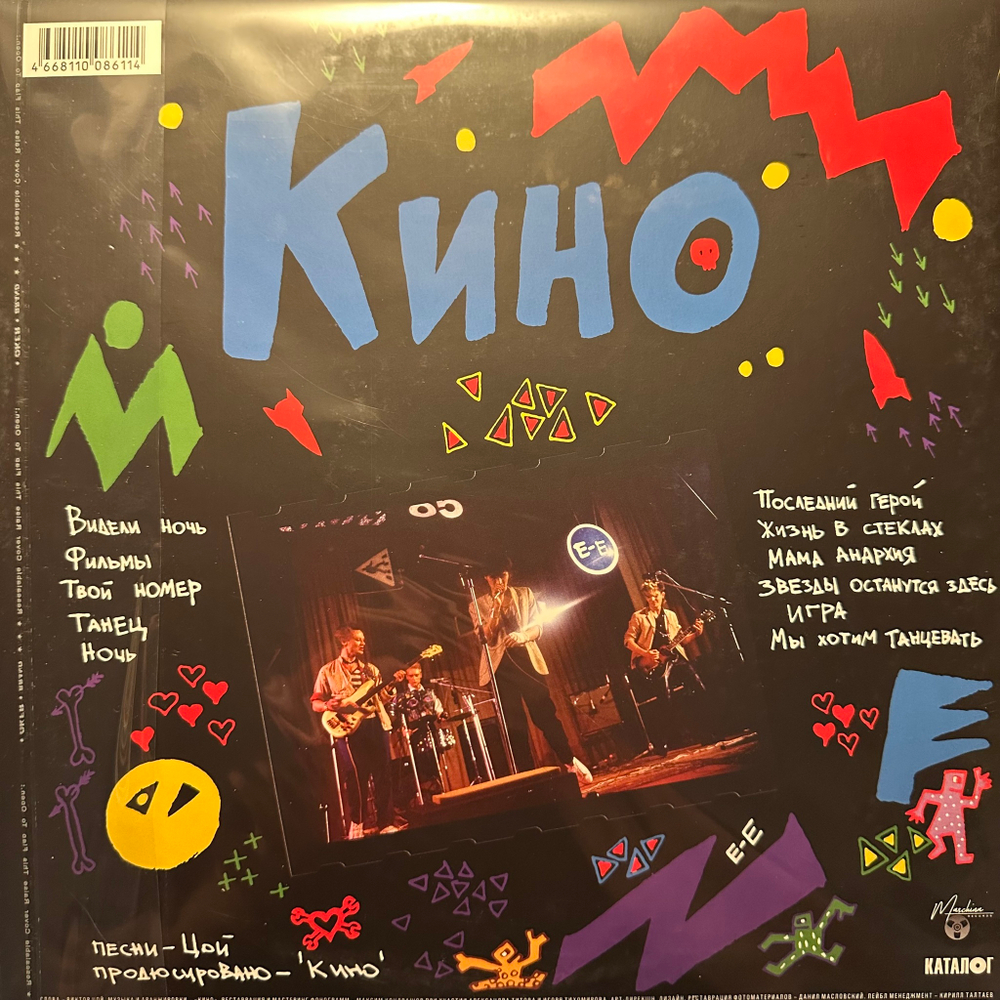 4 668110 086114
Кино
Видели ночь
Фильмы
Твой номер
Танец
Ночь
Последний герой
Жизнь в стеклах
Мама Анархия
Звезды останутся здесь
Игра
Мы хотим танцевать
E-E
E-E
песни – Цой
продюсировано – 'Кино'
Maschina
RECORDS
КАТАЛОГ